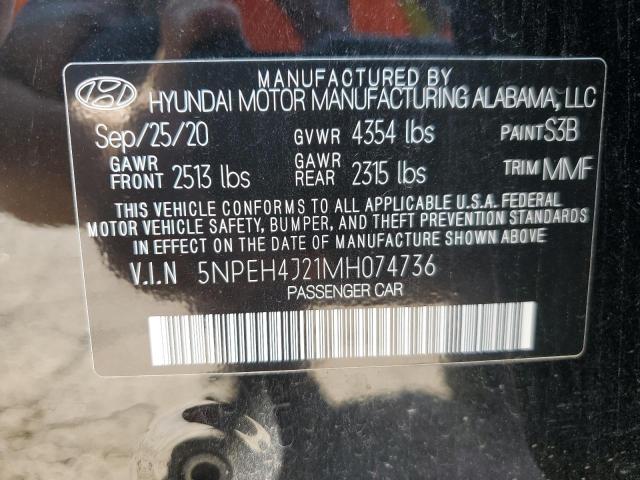 MANUFACTURED BY
HYUNDAI MOTOR MANUFACTURING ALABAMA, LLC
Sep/25/20 GVWR 4354 lbs PAINT S3B
GAWR FRONT 2513 lbs GAWR REAR 2315 lbs TRIM MMF
THIS VEHICLE CONFORMS TO ALL APPLICABLE U.S.A. FEDERAL
MOTOR VEHICLE SAFETY, BUMPER, AND THEFT PREVENTION STANDARDS
IN EFFECT ON THE DATE OF MANUFACTURE SHOWN ABOVE.
V.I.N 5NPEH4J21MH074736
PASSENGER CAR